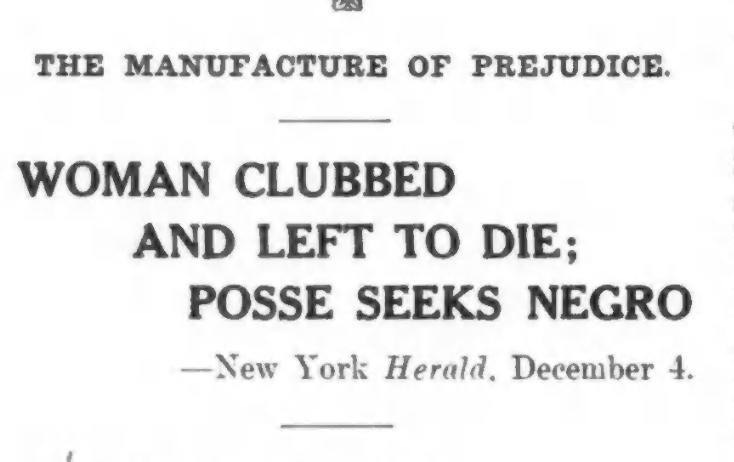 THE MANUFACTURE OF PREJUDICE.
WOMAN CLUBBED
AND LEFT TO DIE;
POSSE SEEKS NEGRO
—New York Herald, December 4.